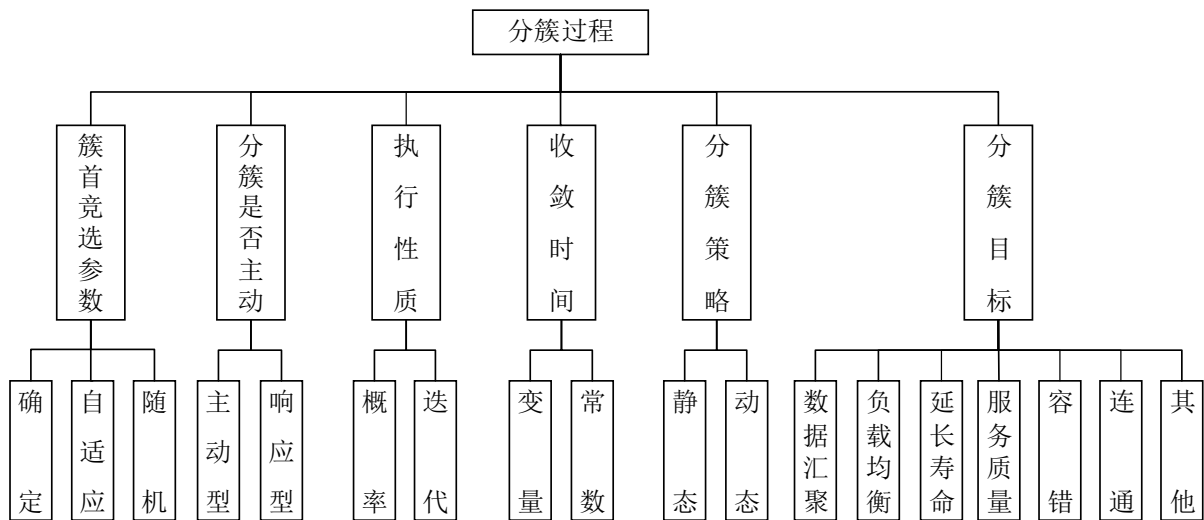 分簇过程
簇首竞选参数
分簇是否主动
执行性质
收敛时间
分簇策略
分簇目标
确定
自适应
随机
主动型
响应型
概率
迭代
变量
常数
静态
动态
数据汇聚
负载均衡
延长寿命
服务质量
容错
连通
其他